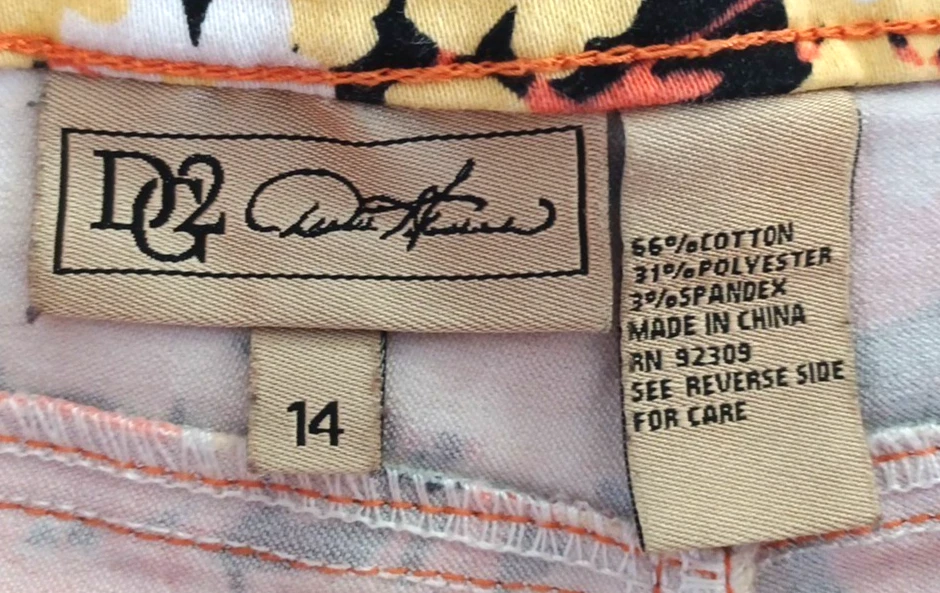 DG2
14
66%COTTON
31%POLYESTER
3%SPANDEX
MADE IN CHINA
RN 92309
SEE REVERSE SIDE
FOR CARE